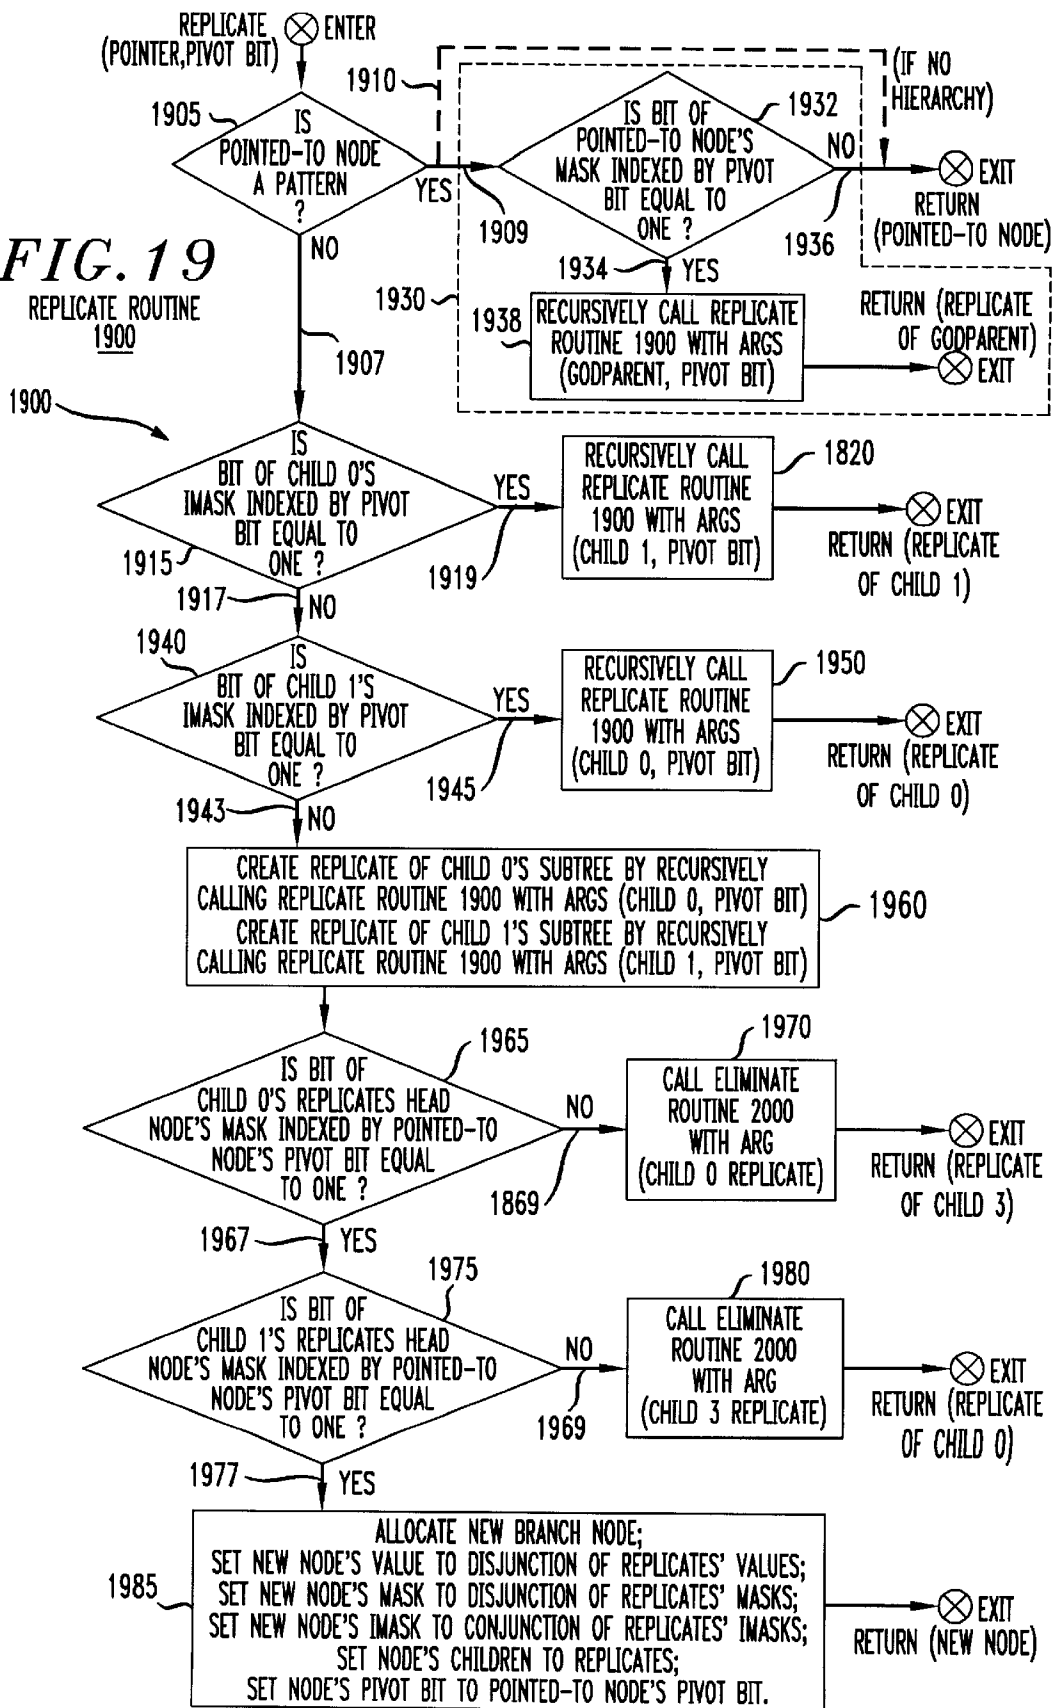 REPLICATE
(POINTER,PIVOT BIT)
ENTER
1905
IS
POINTED-TO NODE
A PATTERN
?
YES
NO
1910
1909
(IF NO
HIERARCHY)
1932
IS BIT OF
POINTED-TO NODE'S
MASK INDEXED BY PIVOT
BIT EQUAL TO
ONE ?
NO
1936
EXIT
RETURN
(POINTED-TO NODE)
1934
YES
1930
1938
RECURSIVELY CALL REPLICATE
ROUTINE 1900 WITH ARGS
(GODPARENT, PIVOT BIT)
RETURN (REPLICATE
OF GODPARENT)
EXIT
FIG. 19
REPLICATE ROUTINE
1900
1907
1900
IS
BIT OF CHILD 0'S
IMASK INDEXED BY PIVOT
BIT EQUAL TO
ONE ?
1915
YES
1919
RECURSIVELY CALL
REPLICATE ROUTINE
1900 WITH ARGS
(CHILD 1, PIVOT BIT)
1820
EXIT
RETURN (REPLICATE
OF CHILD 1)
1917
NO
1940
IS
BIT OF CHILD 1'S
IMASK INDEXED BY PIVOT
BIT EQUAL TO
ONE ?
YES
1945
RECURSIVELY CALL
REPLICATE ROUTINE
1900 WITH ARGS
(CHILD 0, PIVOT BIT)
1950
EXIT
RETURN (REPLICATE
OF CHILD 0)
1943
NO
CREATE REPLICATE OF CHILD 0'S SUBTREE BY RECURSIVELY
CALLING REPLICATE ROUTINE 1900 WITH ARGS (CHILD 0, PIVOT BIT)
CREATE REPLICATE OF CHILD 1'S SUBTREE BY RECURSIVELY
CALLING REPLICATE ROUTINE 1900 WITH ARGS (CHILD 1, PIVOT BIT)
1960
1965
IS BIT OF
CHILD 0'S REPLICATES HEAD
NODE'S MASK INDEXED BY POINTED-TO
NODE'S PIVOT BIT EQUAL
TO ONE ?
NO
1869
1970
CALL ELIMINATE
ROUTINE 2000
WITH ARG
(CHILD 0 REPLICATE)
EXIT
RETURN (REPLICATE
OF CHILD 3)
1967
YES
1975
IS BIT OF
CHILD 1'S REPLICATES HEAD
NODE'S MASK INDEXED BY POINTED-TO
NODE'S PIVOT BIT EQUAL
TO ONE ?
NO
1969
1980
CALL ELIMINATE
ROUTINE 2000
WITH ARG
(CHILD 3 REPLICATE)
EXIT
RETURN (REPLICATE
OF CHILD 0)
1977
YES
1985
ALLOCATE NEW BRANCH NODE;
SET NEW NODE'S VALUE TO DISJUNCTION OF REPLICATES' VALUES;
SET NEW NODE'S MASK TO DISJUNCTION OF REPLICATES' MASKS;
SET NEW NODE'S IMASK TO CONJUNCTION OF REPLICATES' IMASKS;
SET NODE'S CHILDREN TO REPLICATES;
SET NODE'S PIVOT BIT TO POINTED-TO NODE'S PIVOT BIT.
EXIT
RETURN (NEW NODE)